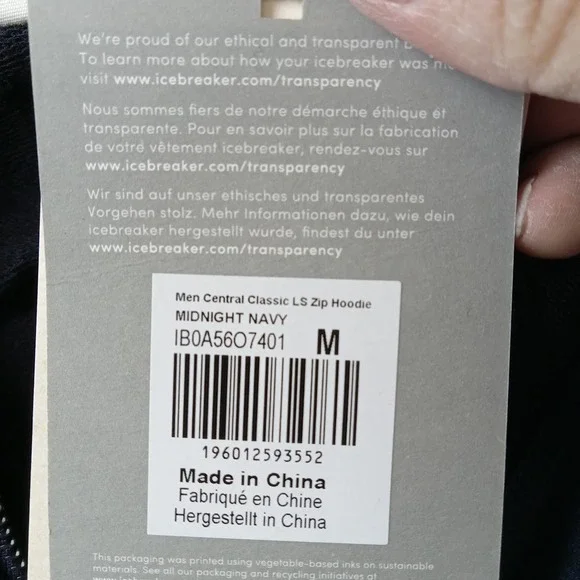 We're proud of our ethical and transparent
To learn more about how your icebreaker was
visit www.icebreaker.com/transparency
Nous sommes fiers de notre démarche éthique et
transparente. Pour en savoir plus sur la fabrication
de votre vêtement icebreaker, rendez-vous sur
www.icebreaker.com/transparency
Wir sind auf unser ethisches und transparentes
Vorgehen stolz. Mehr Informationen dazu, wie dein
icebreaker hergestellt wurde, findest du unter
www.icebreaker.com/transparency
Men Central Classic LS Zip Hoodie
MIDNIGHT NAVY
IB0A56O7401 M
196012593552
Made in China
Fabriqué en Chine
Hergestellt in China
This packaging was printed using vegetable-based inks on sustainable
materials. See all our packaging and recycling initiatives at